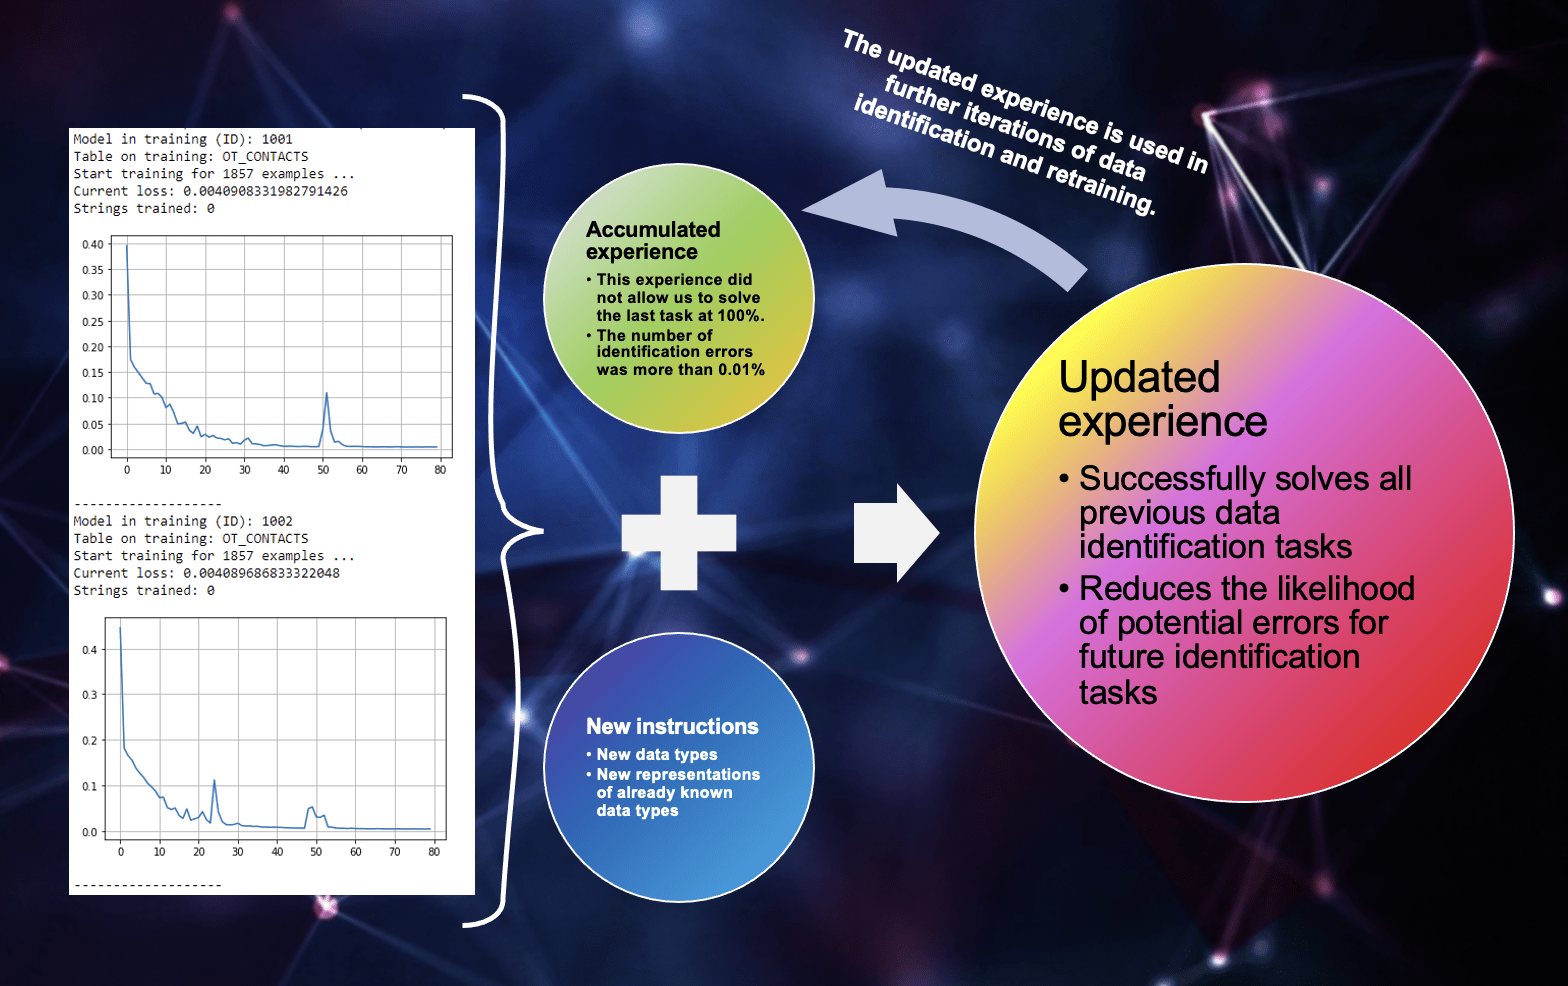 Model in training (ID): 1001
Table on training: OT_CONTACTS
Start training for 1857 examples ...
Current loss: 0.0040908331982791426
Strings trained: 0
0.40
0.35
0.30
0.25
0.20
0.15
0.10
0.05
0.00
0 10 20 30 40 50 60 70 80
-------------------
Model in training (ID): 1002
Table on training: OT_CONTACTS
Start training for 1857 examples ...
Current loss: 0.004089686833322048
Strings trained: 0
0.4
0.3
0.2
0.1
0.0
0 10 20 30 40 50 60 70 80
-------------------
Accumulated
experience
• This experience did
not allow us to solve
the last task at 100%.
• The number of
identification errors
was more than 0.01%
New instructions
• New data types
• New representations
of already known
data types
The updated experience is used in
further iterations of data
identification and retraining.
Updated
experience
• Successfully solves all
previous data
identification tasks
• Reduces the likelihood
of potential errors for
future identification
tasks